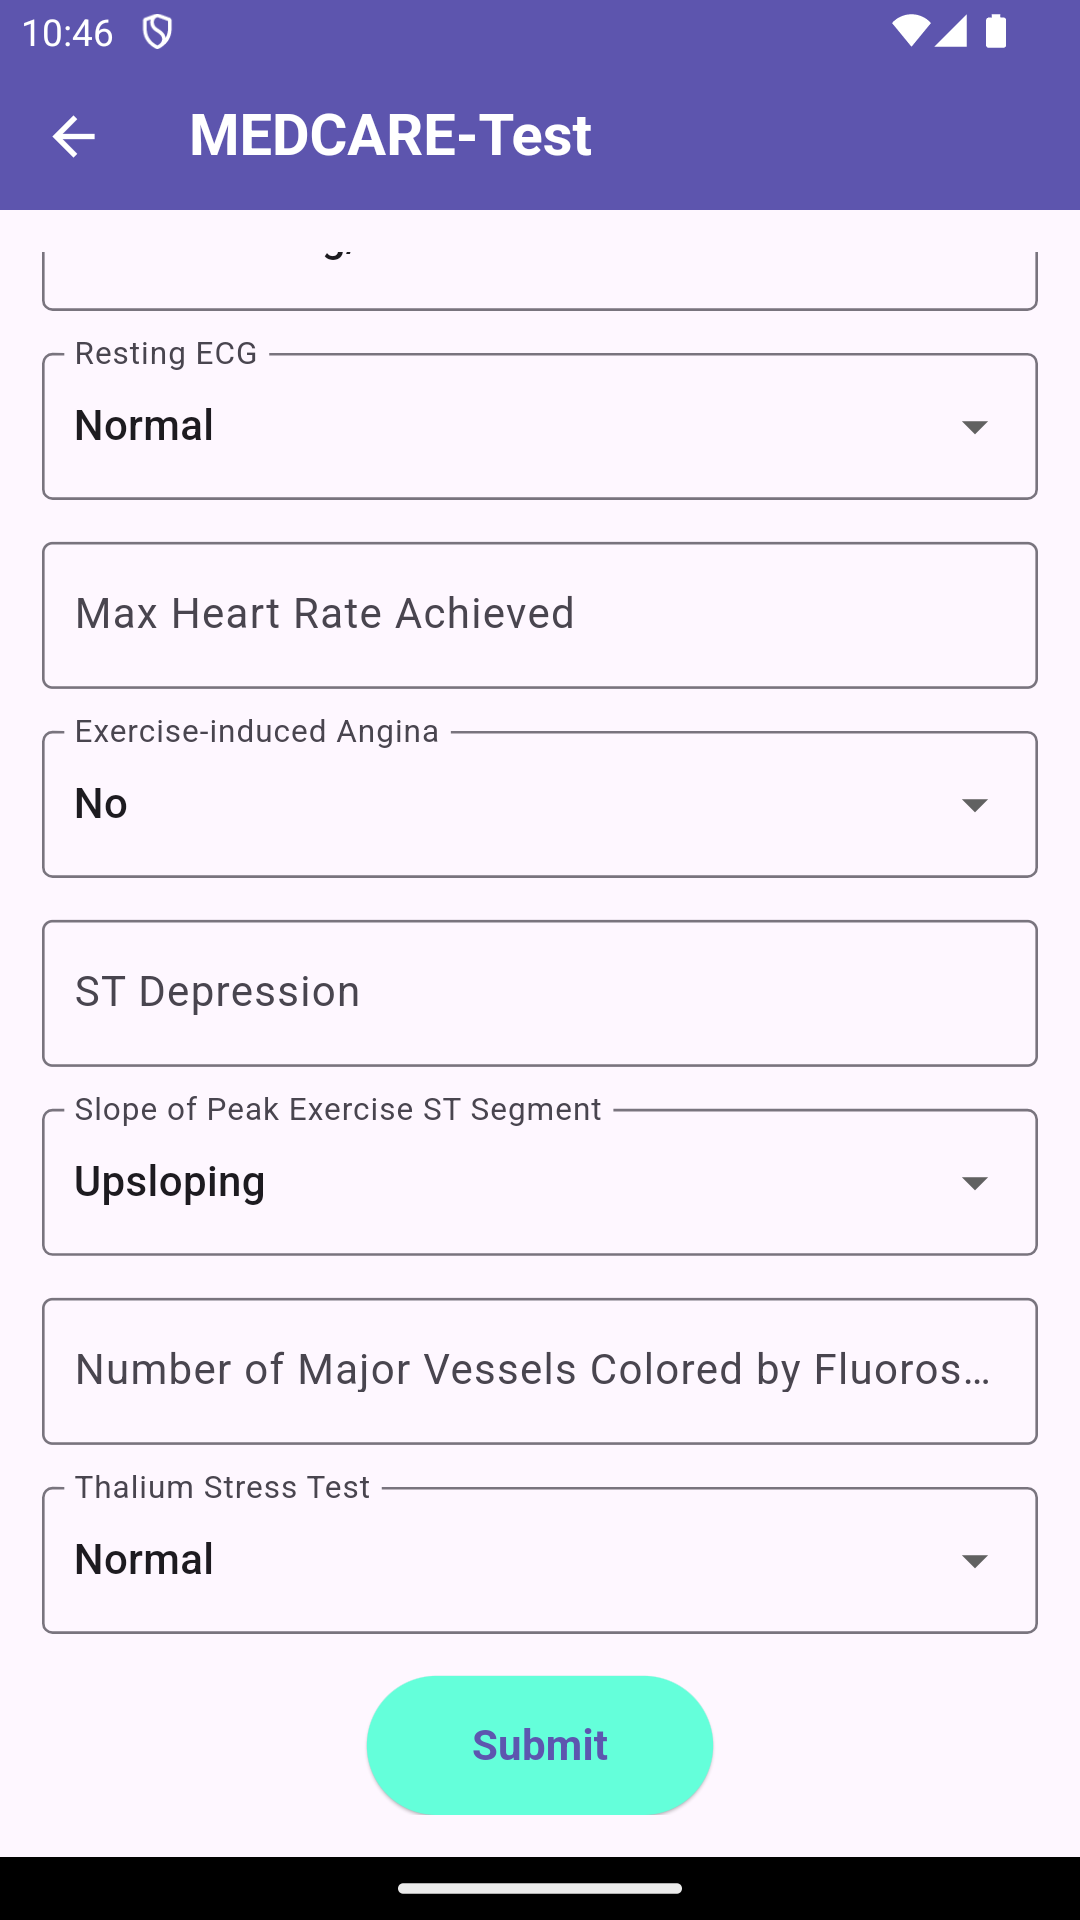 10:46
MEDCARE-Test
Resting ECG
Normal
Max Heart Rate Achieved
Exercise-induced Angina
No
ST Depression
Slope of Peak Exercise ST Segment
Upsloping
Number of Major Vessels Colored by Fluoros...
Thalium Stress Test
Normal
Submit